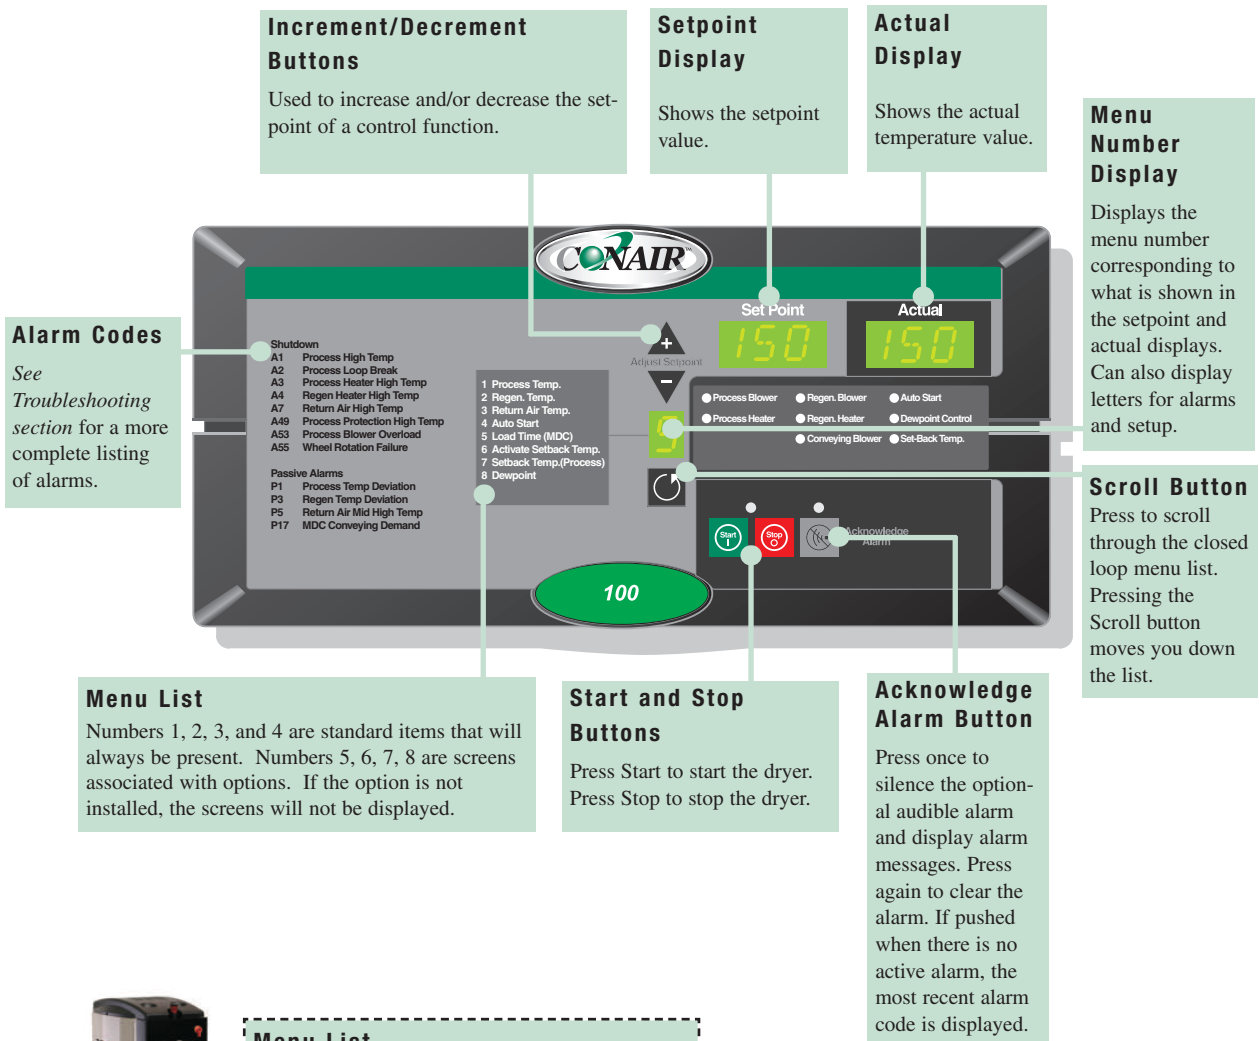 Increment/Decrement
Buttons
Used to increase and/or decrease the set-
point of a control function.
Setpoint
Display
Shows the setpoint
value.
Actual
Display
Shows the actual
temperature value.
Menu
Number
Display
Displays the
menu number
corresponding to
what is shown in
the setpoint and
actual displays.
Can also display
letters for alarms
and setup.
Alarm Codes
See
Troubleshooting
section for a more
complete listing
of alarms.
CONAIR™
Set Point
150
Actual
150
Shutdown
A1 Process High Temp
A2 Process Loop Break
A3 Process Heater High Temp
A4 Regen Heater High Temp
A7 Return Air High Temp
A49 Process Protection High Temp
A53 Process Blower Overload
A55 Wheel Rotation Failure
Passive Alarms
P1 Process Temp Deviation
P3 Regen Temp Deviation
P5 Return Air Mid High Temp
P17 MDC Conveying Demand
1 Process Temp.
2 Regen. Temp.
3 Return Air Temp.
4 Auto Start
5 Load Time (MDC)
6 Activate Setback Temp.
7 Setback Temp.(Process)
8 Dewpoint
+
Adjust Setpoint
−
Process Blower Regen. Blower Auto Start
Process Heater Regen. Heater Dewpoint Control
Conveying Blower Set-Back Temp.
Start
Stop
Acknowledge
Alarm
100
Scroll Button
Press to scroll
through the closed
loop menu list.
Pressing the
Scroll button
moves you down
the list.
Menu List
Numbers 1, 2, 3, and 4 are standard items that will
always be present. Numbers 5, 6, 7, 8 are screens
associated with options. If the option is not
installed, the screens will not be displayed.
Start and Stop
Buttons
Press Start to start the dryer.
Press Stop to stop the dryer.
Acknowledge
Alarm Button
Press once to
silence the option-
al audible alarm
and display alarm
messages. Press
again to clear the
alarm. If pushed
when there is no
active alarm, the
most recent alarm
code is displayed.
Menu List